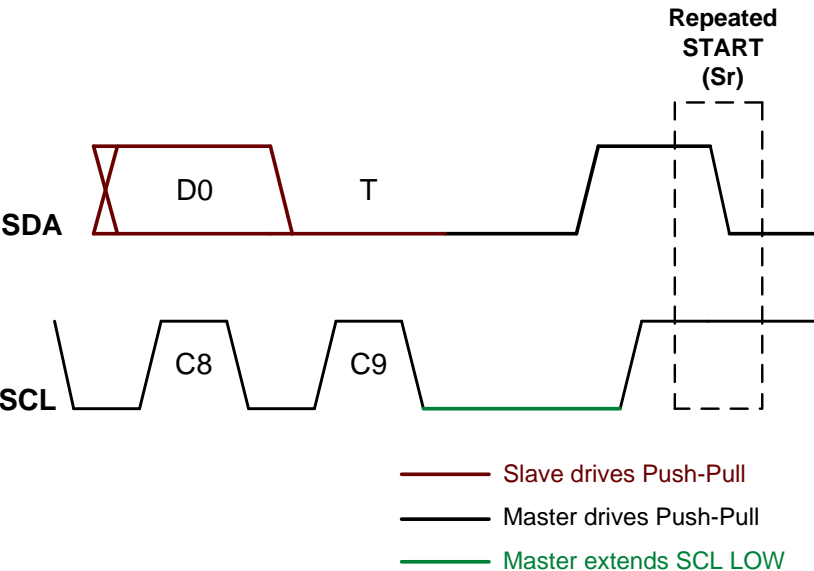 Repeated
START
(Sr)
D0
T
SDA
C8
C9
SCL
Slave drives Push-Pull
Master drives Push-Pull
Master extends SCL LOW